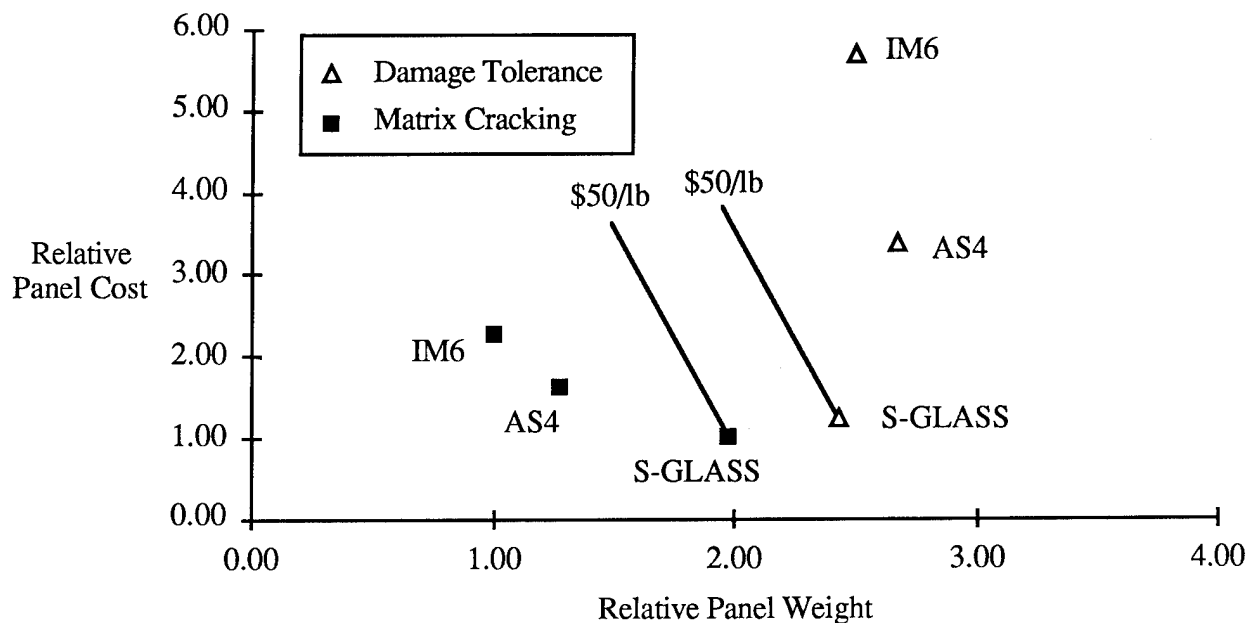 6.00
5.00
4.00
3.00
2.00
1.00
0.00
Relative
Panel Cost
Damage Tolerance
Matrix Cracking
IM6
$50/lb
$50/lb
AS4
IM6
AS4
S-GLASS
S-GLASS
0.00 1.00 2.00 3.00 4.00
Relative Panel Weight